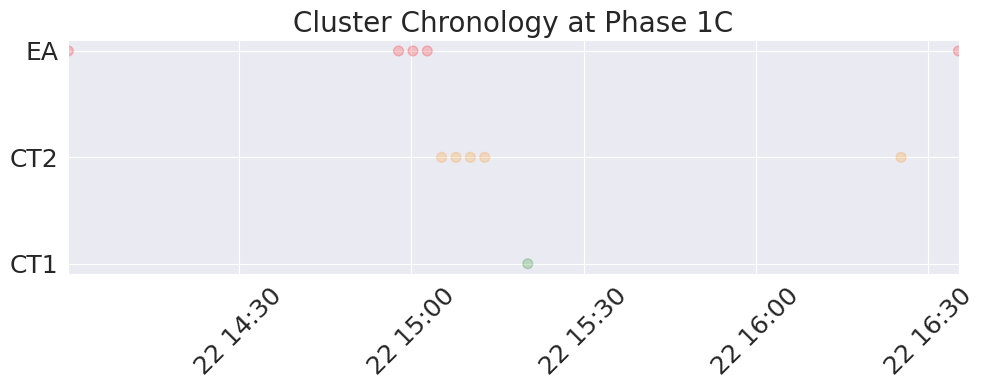 Cluster Chronology at Phase 1C
EA
CT2
CT1
22 14:30
22 15:00
22 15:30
22 16:00
22 16:30